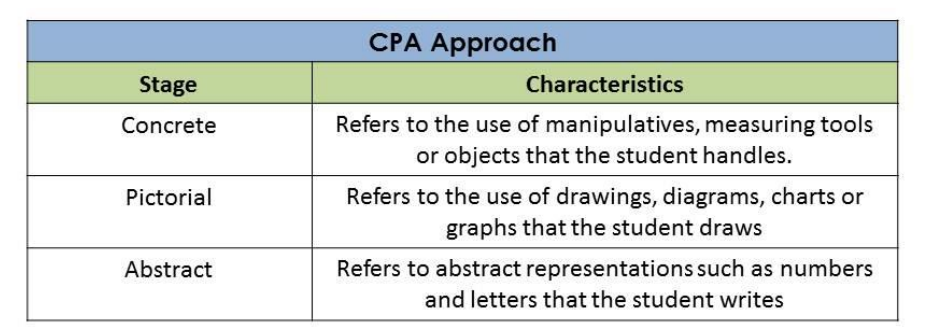 CPA Approach
Stage Characteristics
Concrete Refers to the use of manipulatives, measuring tools
or objects that the student handles.
Pictorial Refers to the use of drawings, diagrams, charts or
graphs that the student draws
Abstract Refers to abstract representations such as numbers
and letters that the student writes